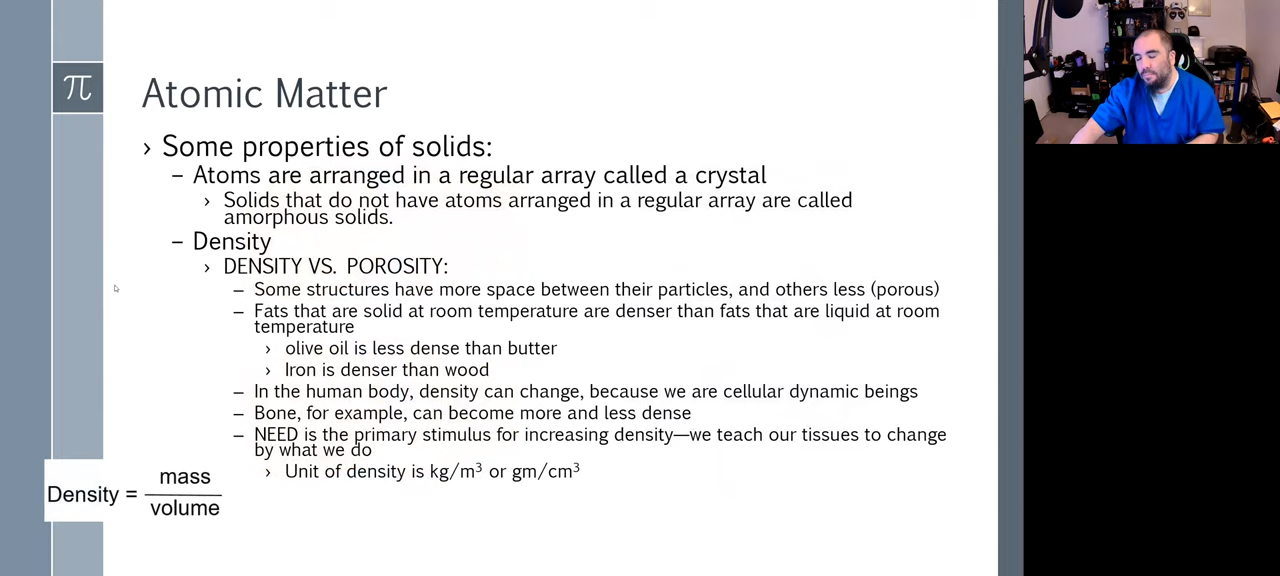 π
Atomic Matter
› Some properties of solids:
– Atoms are arranged in a regular array called a crystal
› Solids that do not have atoms arranged in a regular array are called
amorphous solids.
– Density
› DENSITY VS. POROSITY:
– Some structures have more space between their particles, and others less (porous)
– Fats that are solid at room temperature are denser than fats that are liquid at room
temperature
› olive oil is less dense than butter
› Iron is denser than wood
– In the human body, density can change, because we are cellular dynamic beings
– Bone, for example, can become more and less dense
– NEED is the primary stimulus for increasing density—we teach our tissues to change
by what we do
› Unit of density is kg/m³ or gm/cm³
Density = mass
volume